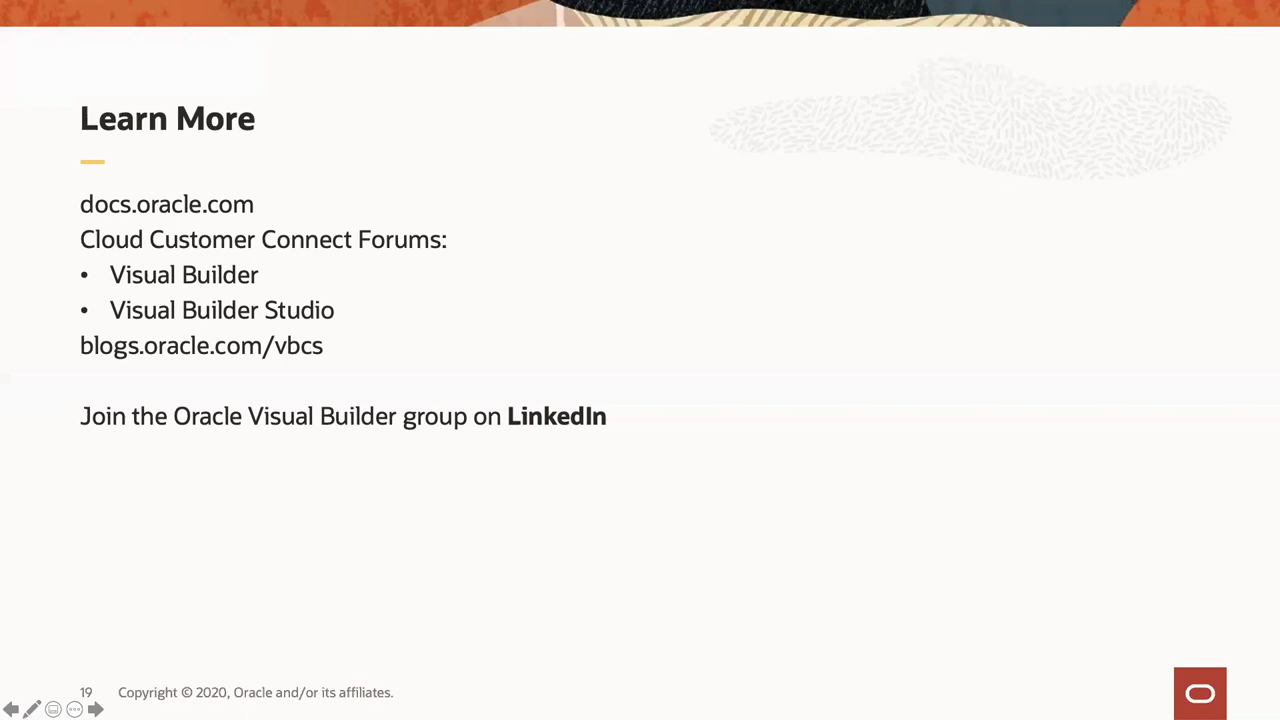 Learn More
docs.oracle.com
Cloud Customer Connect Forums:
• Visual Builder
• Visual Builder Studio
blogs.oracle.com/vbcs
Join the Oracle Visual Builder group on LinkedIn
19 Copyright © 2020, Oracle and/or its affiliates.